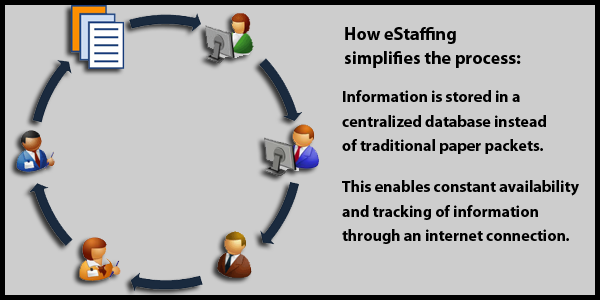 How eStaffing
simplifies the process:
Information is stored in a
centralized database instead
of traditional paper packets.
This enables constant availability
and tracking of information
through an internet connection.